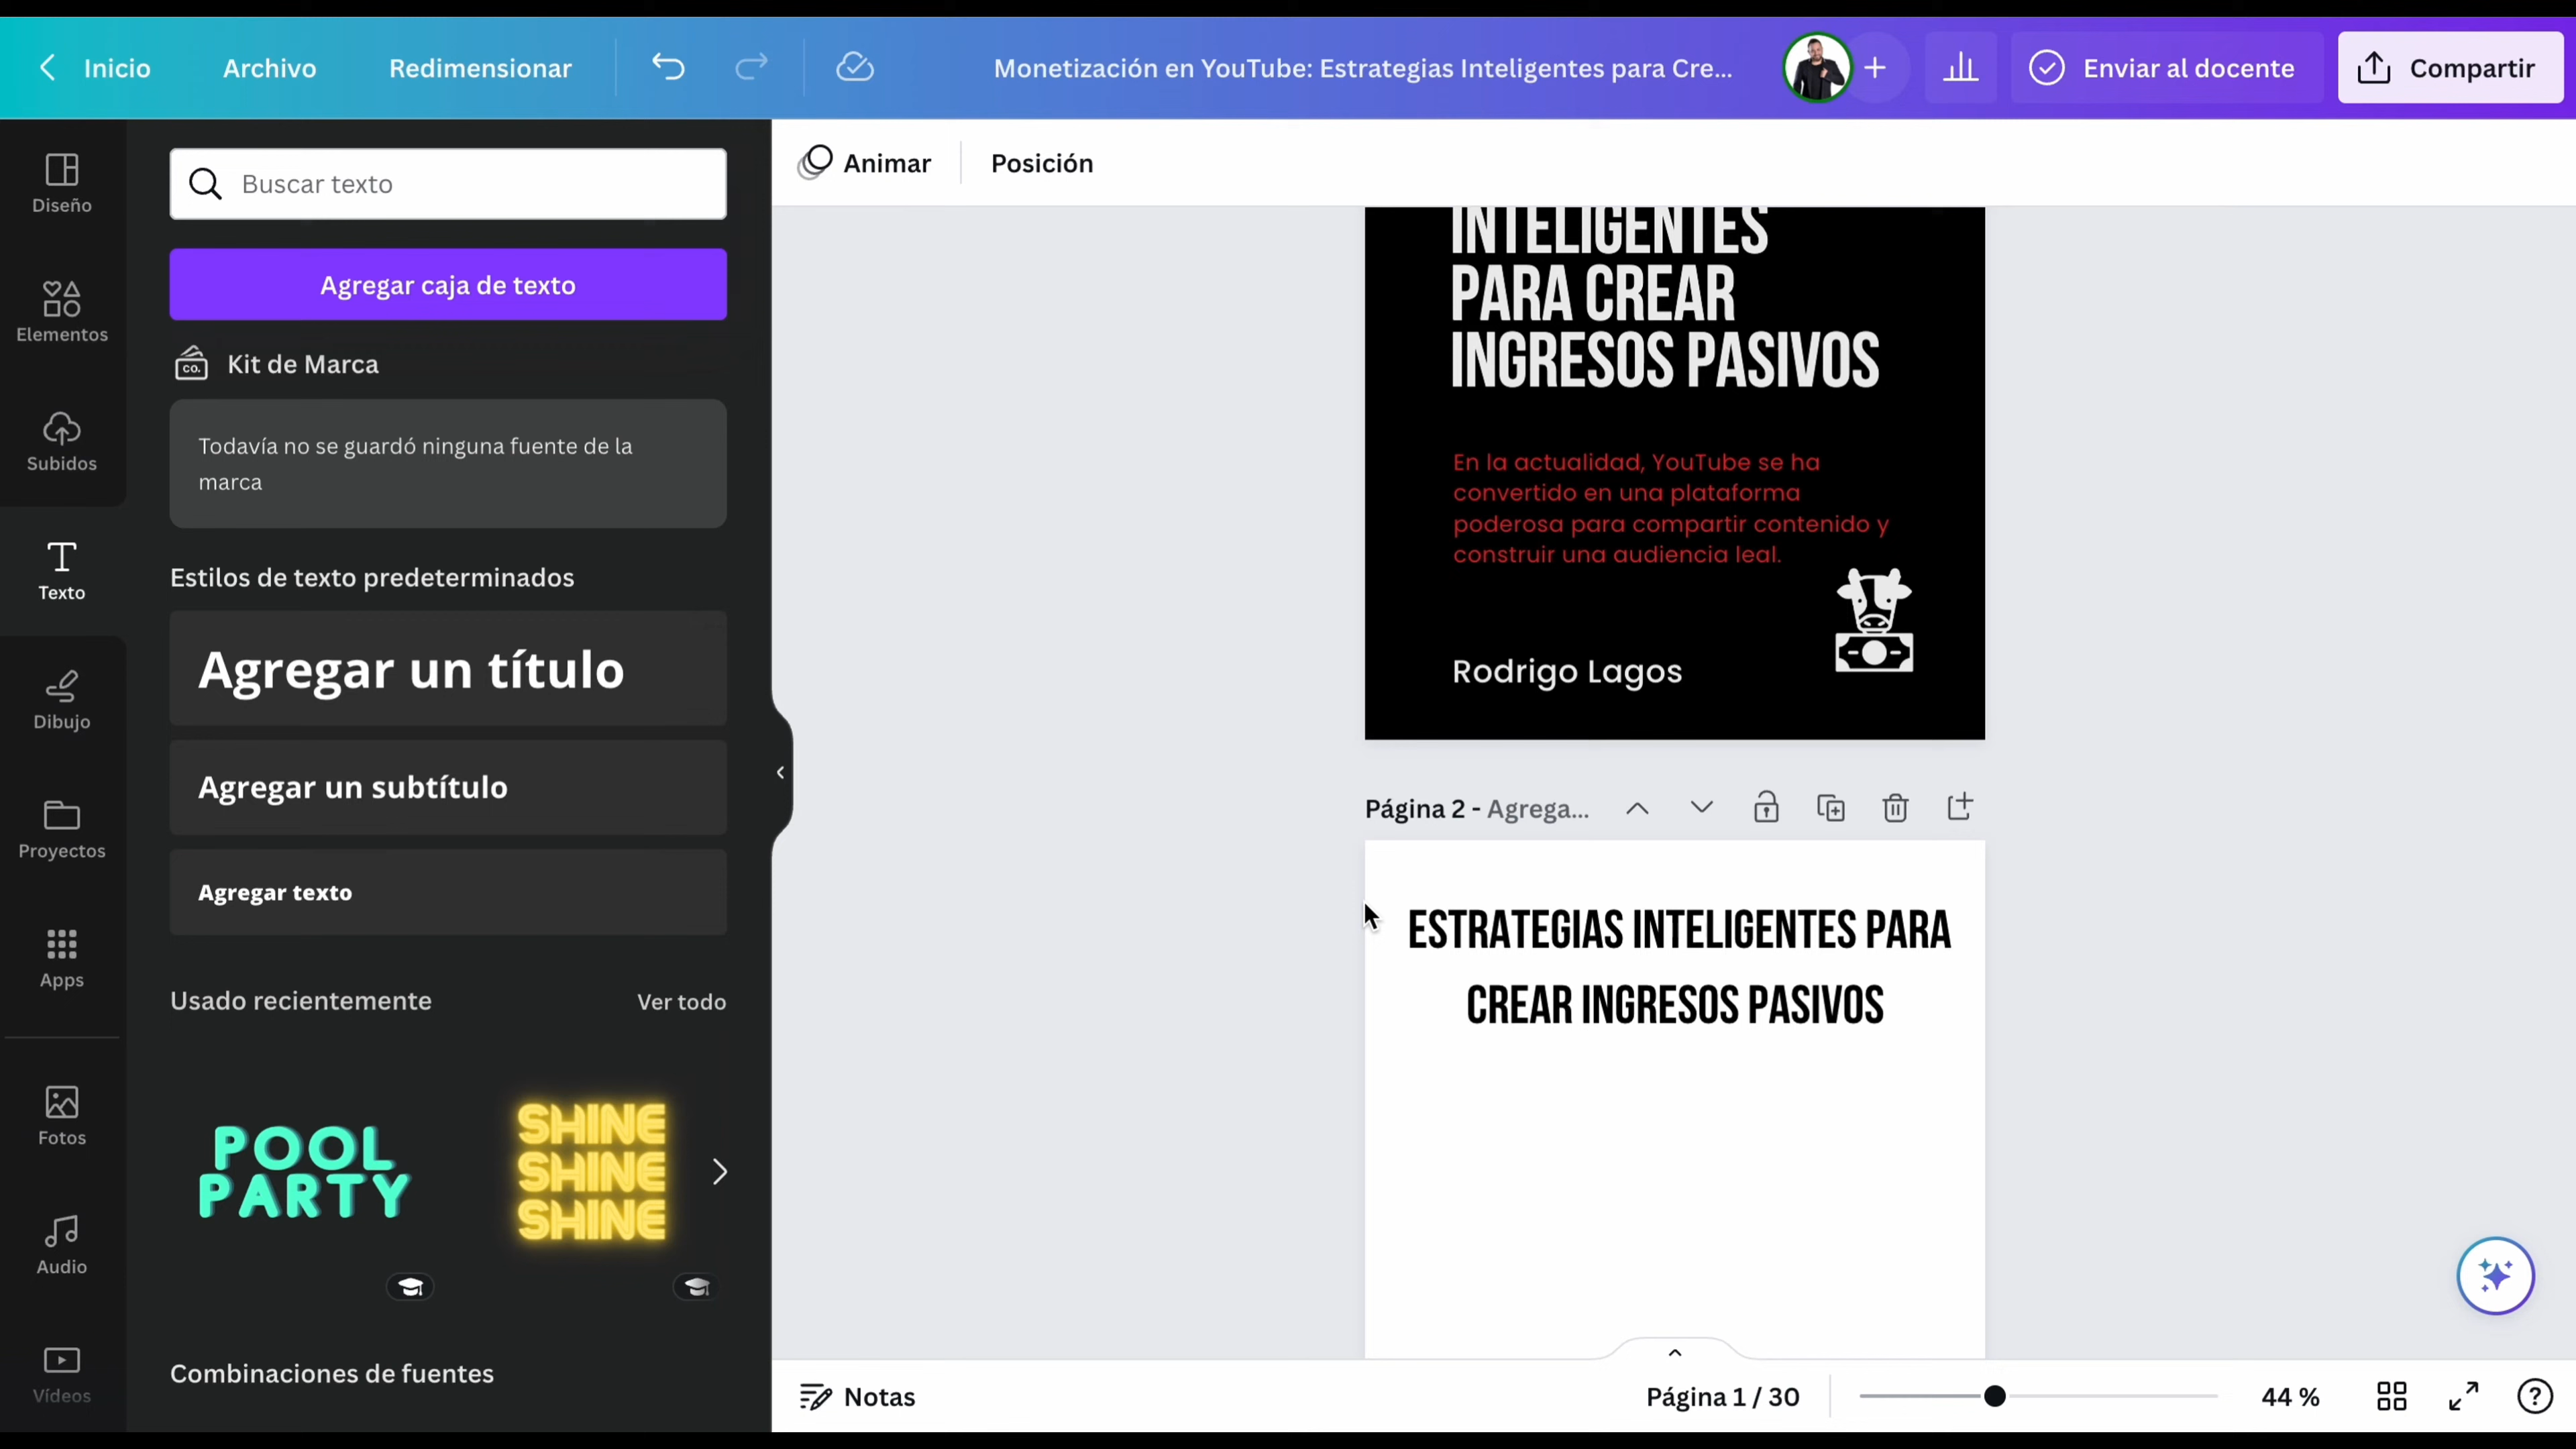 Inicio
Archivo
Redimensionar
Monetización en YouTube: Estrategias Inteligentes para Cre...
Enviar al docente
Compartir
Diseño
Elementos
Subidos
Texto
Dibujo
Proyectos
Apps
Fotos
Audio
Vídeos
Buscar texto
Agregar caja de texto
CO.
Kit de Marca
Todavía no se guardó ninguna fuente de la
marca
Estilos de texto predeterminados
Agregar un título
Agregar un subtítulo
Agregar texto
Usado recientemente
Ver todo
POOL
PARTY
SHINE
SHINE
SHINE
Combinaciones de fuentes
Animar
Posición
INTELIGENTES
PARA CREAR
INGRESOS PASIVOS
En la actualidad, YouTube se ha
convertido en una plataforma
poderosa para compartir contenido y
construir una audiencia leal.
Rodrigo Lagos
Página 2 - Agrega...
ESTRATEGIAS INTELIGENTES PARA
CREAR INGRESOS PASIVOS
Notas
Página 1 / 30
44 %